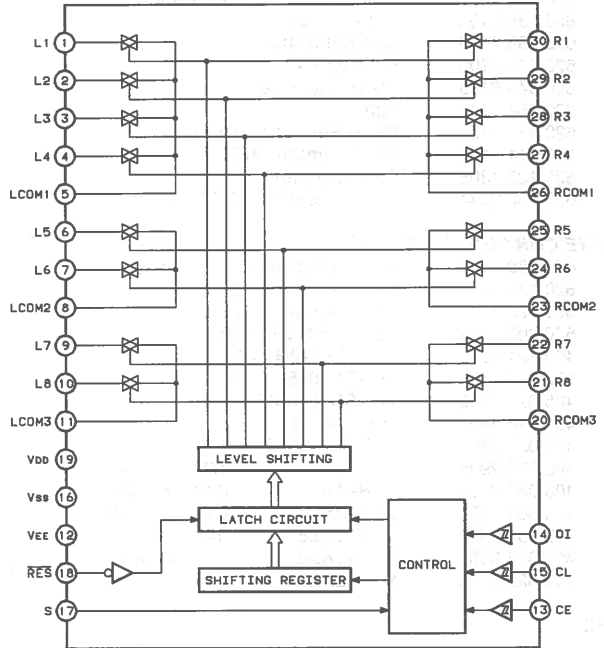 L1 1 30 R1
L2 2 29 R2
L3 3 28 R3
L4 4 27 R4
LCOM1 5 26 RCOM1
L5 6 25 R5
L6 7 24 R6
LCOM2 8 23 RCOM2
L7 9 22 R7
L8 10 21 R8
LCOM3 11 20 RCOM3
VDD 19 LEVEL SHIFTING
VSS 16
LATCH CIRCUIT
VEE 12 14 DI
CONTROL
RES 18 SHIFTING REGISTER 15 CL
S 17 13 CE